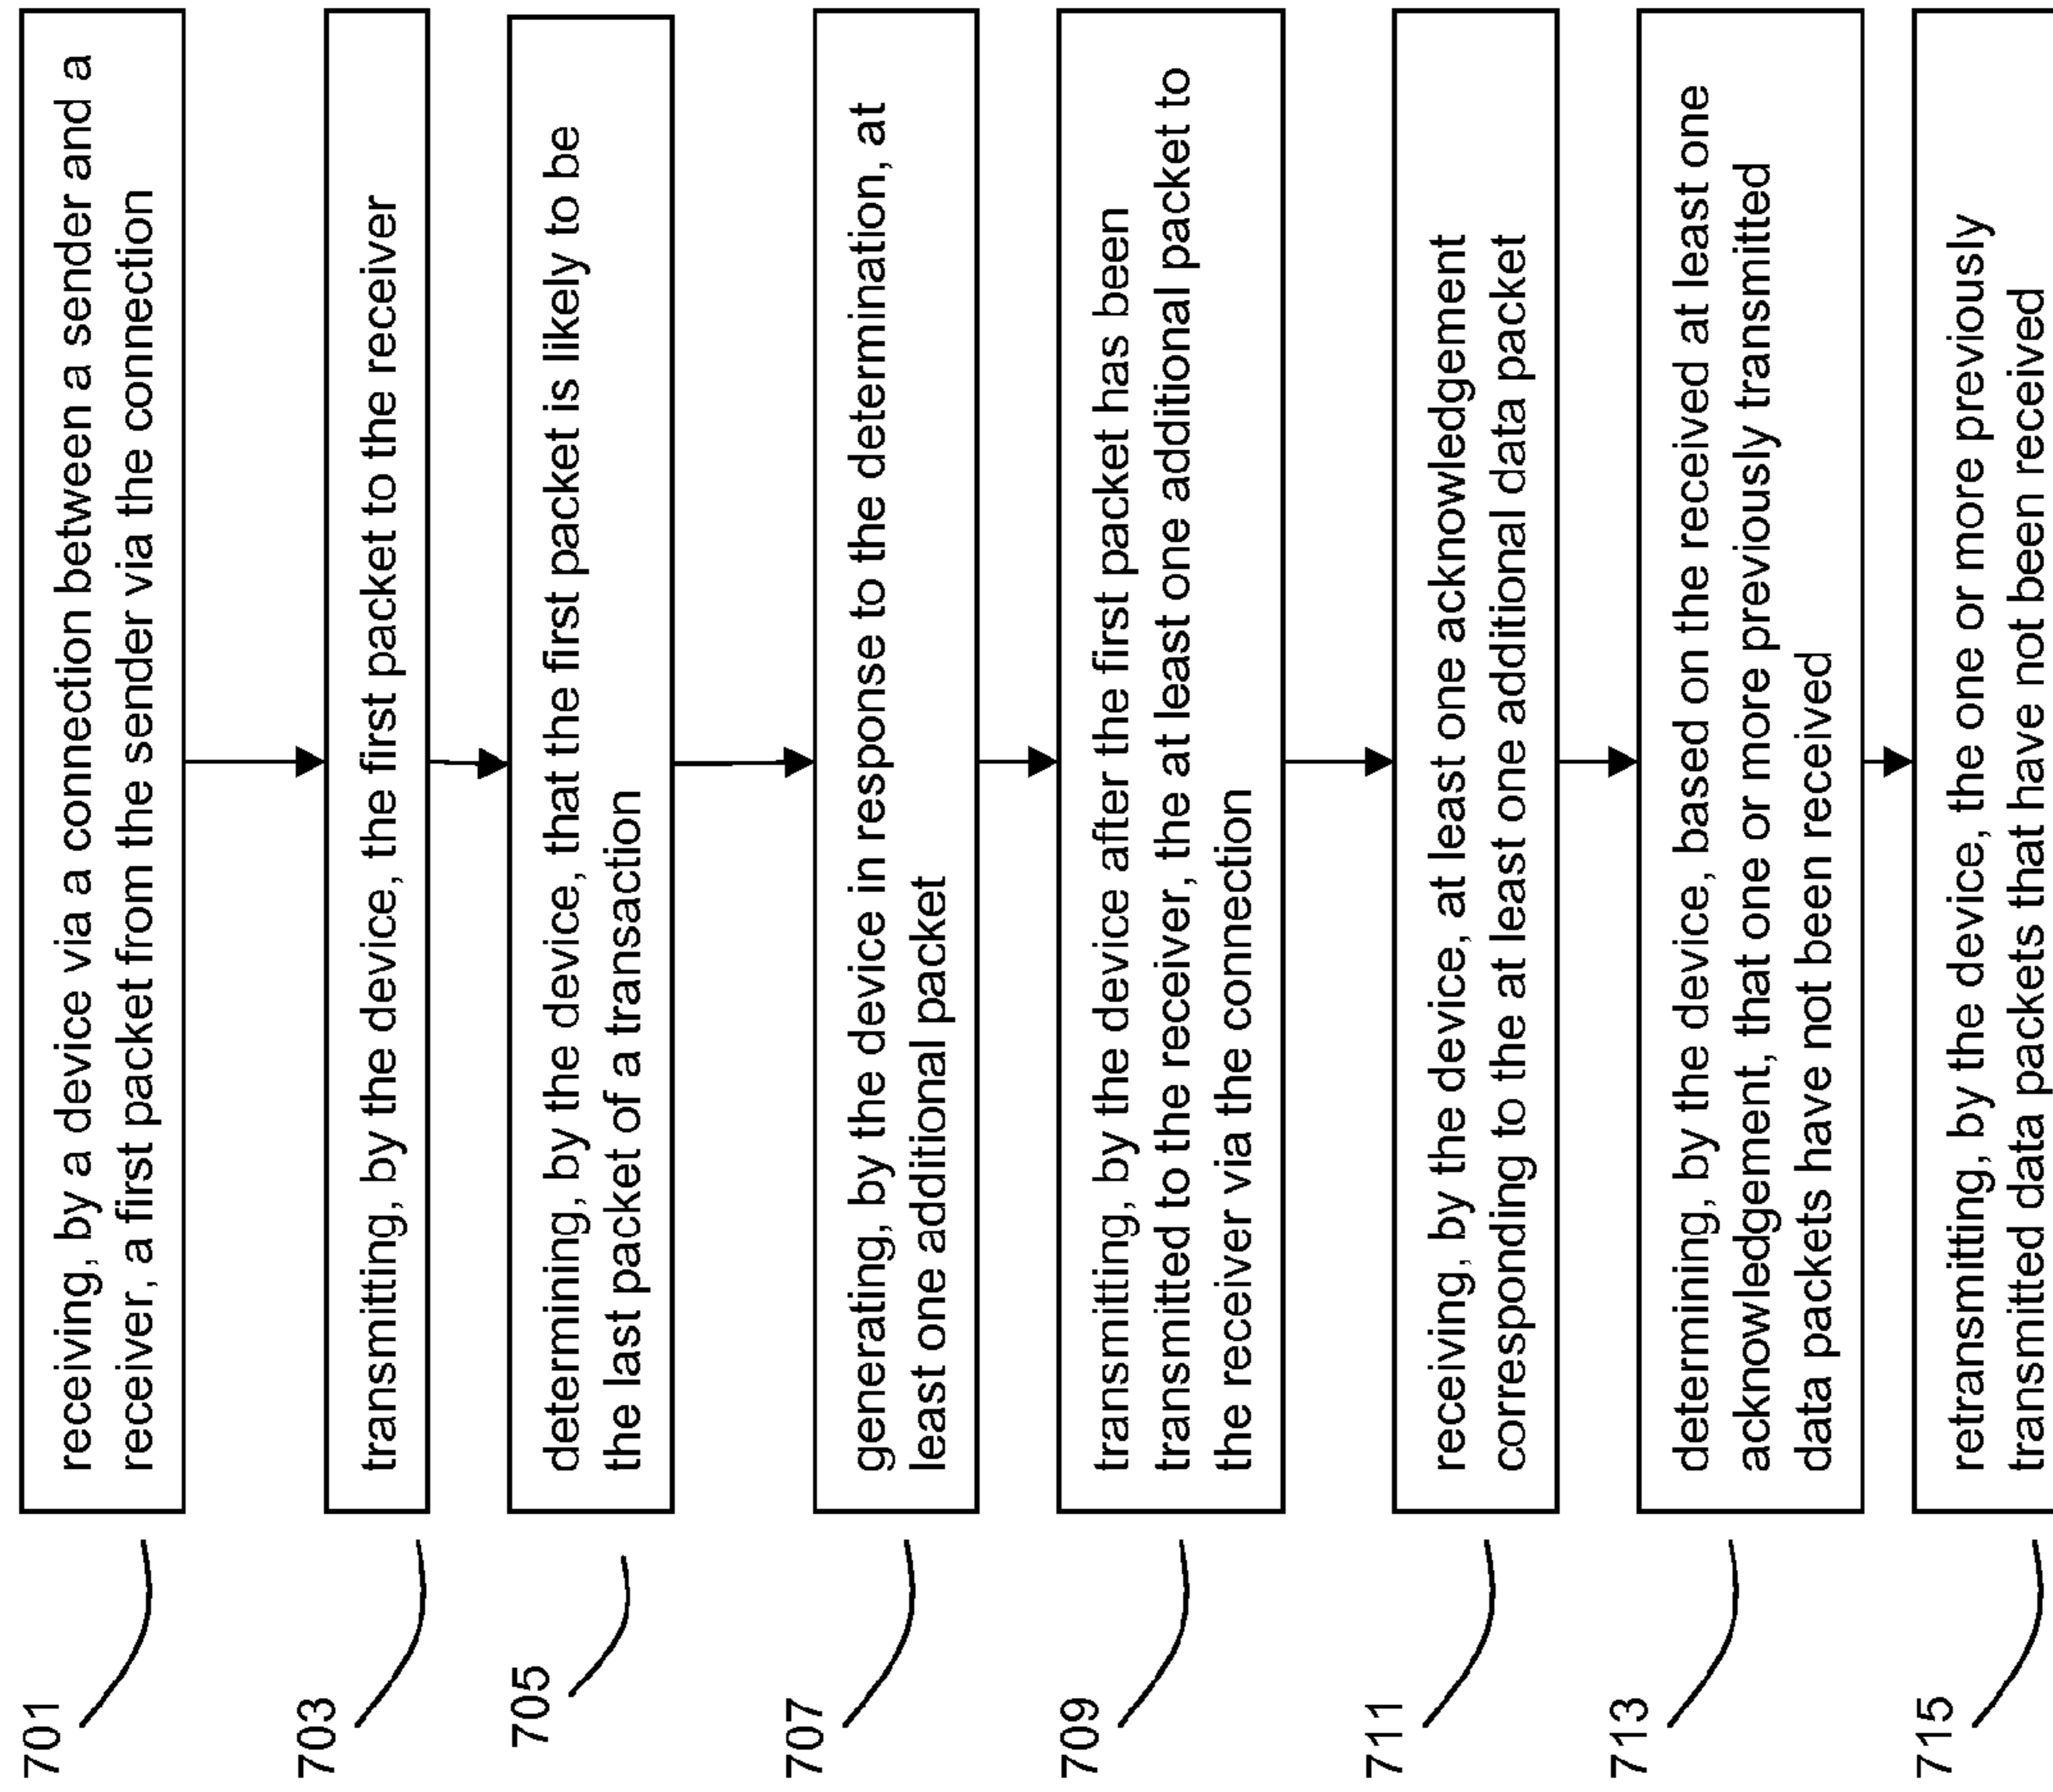 701
receiving, by a device via a connection between a sender and a
receiver, a first packet from the sender via the connection
703
transmitting, by the device, the first packet to the receiver
705
determining, by the device, that the first packet is likely to be
the last packet of a transaction
707
generating, by the device in response to the determination, at
least one additional packet
709
transmitting, by the device after the first packet has been
transmitted to the receiver, the at least one additional packet to
the receiver via the connection
711
receiving, by the device, at least one acknowledgement
corresponding to the at least one additional data packet
713
determining, by the device, based on the received at least one
acknowledgement, that one or more previously transmitted
data packets have not been received
715
retransmitting, by the device, the one or more previously
transmitted data packets that have not been received